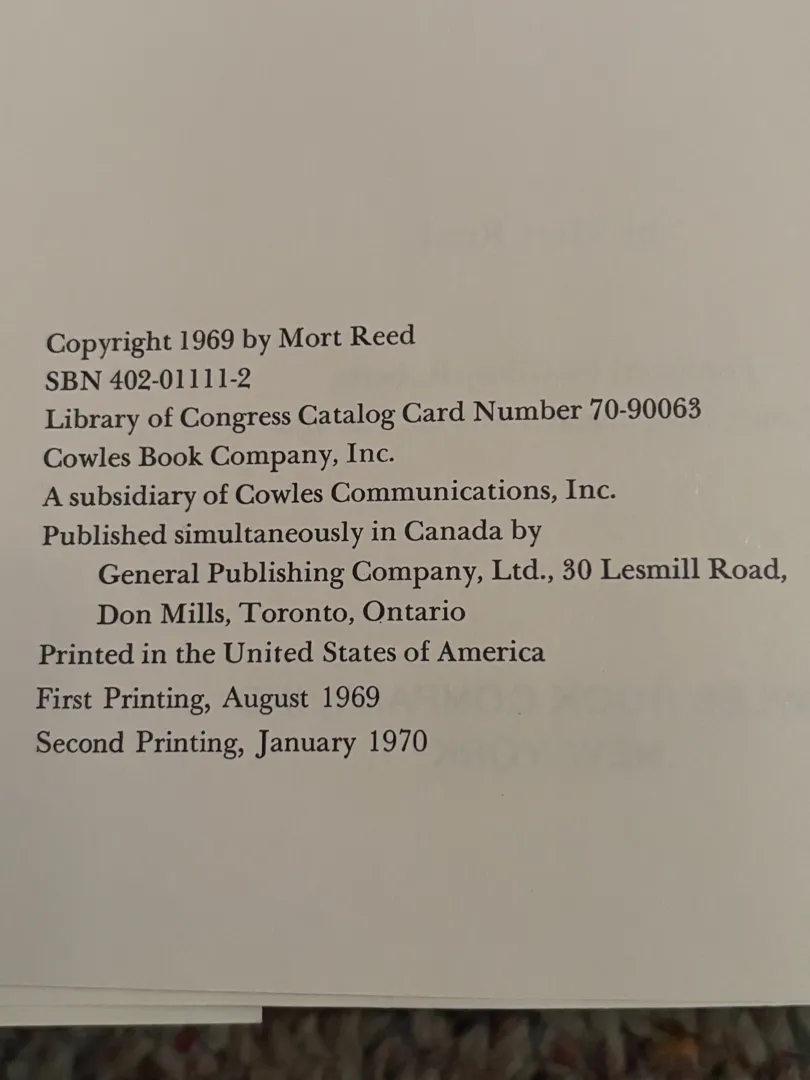 Copyright 1969 by Mort Reed
SBN 402-01111-2
Library of Congress Catalog Card Number 70-90063
Cowles Book Company, Inc.
A subsidiary of Cowles Communications, Inc.
Published simultaneously in Canada by
General Publishing Company, Ltd., 30 Lesmill Road,
Don Mills, Toronto, Ontario
Printed in the United States of America
First Printing, August 1969
Second Printing, January 1970